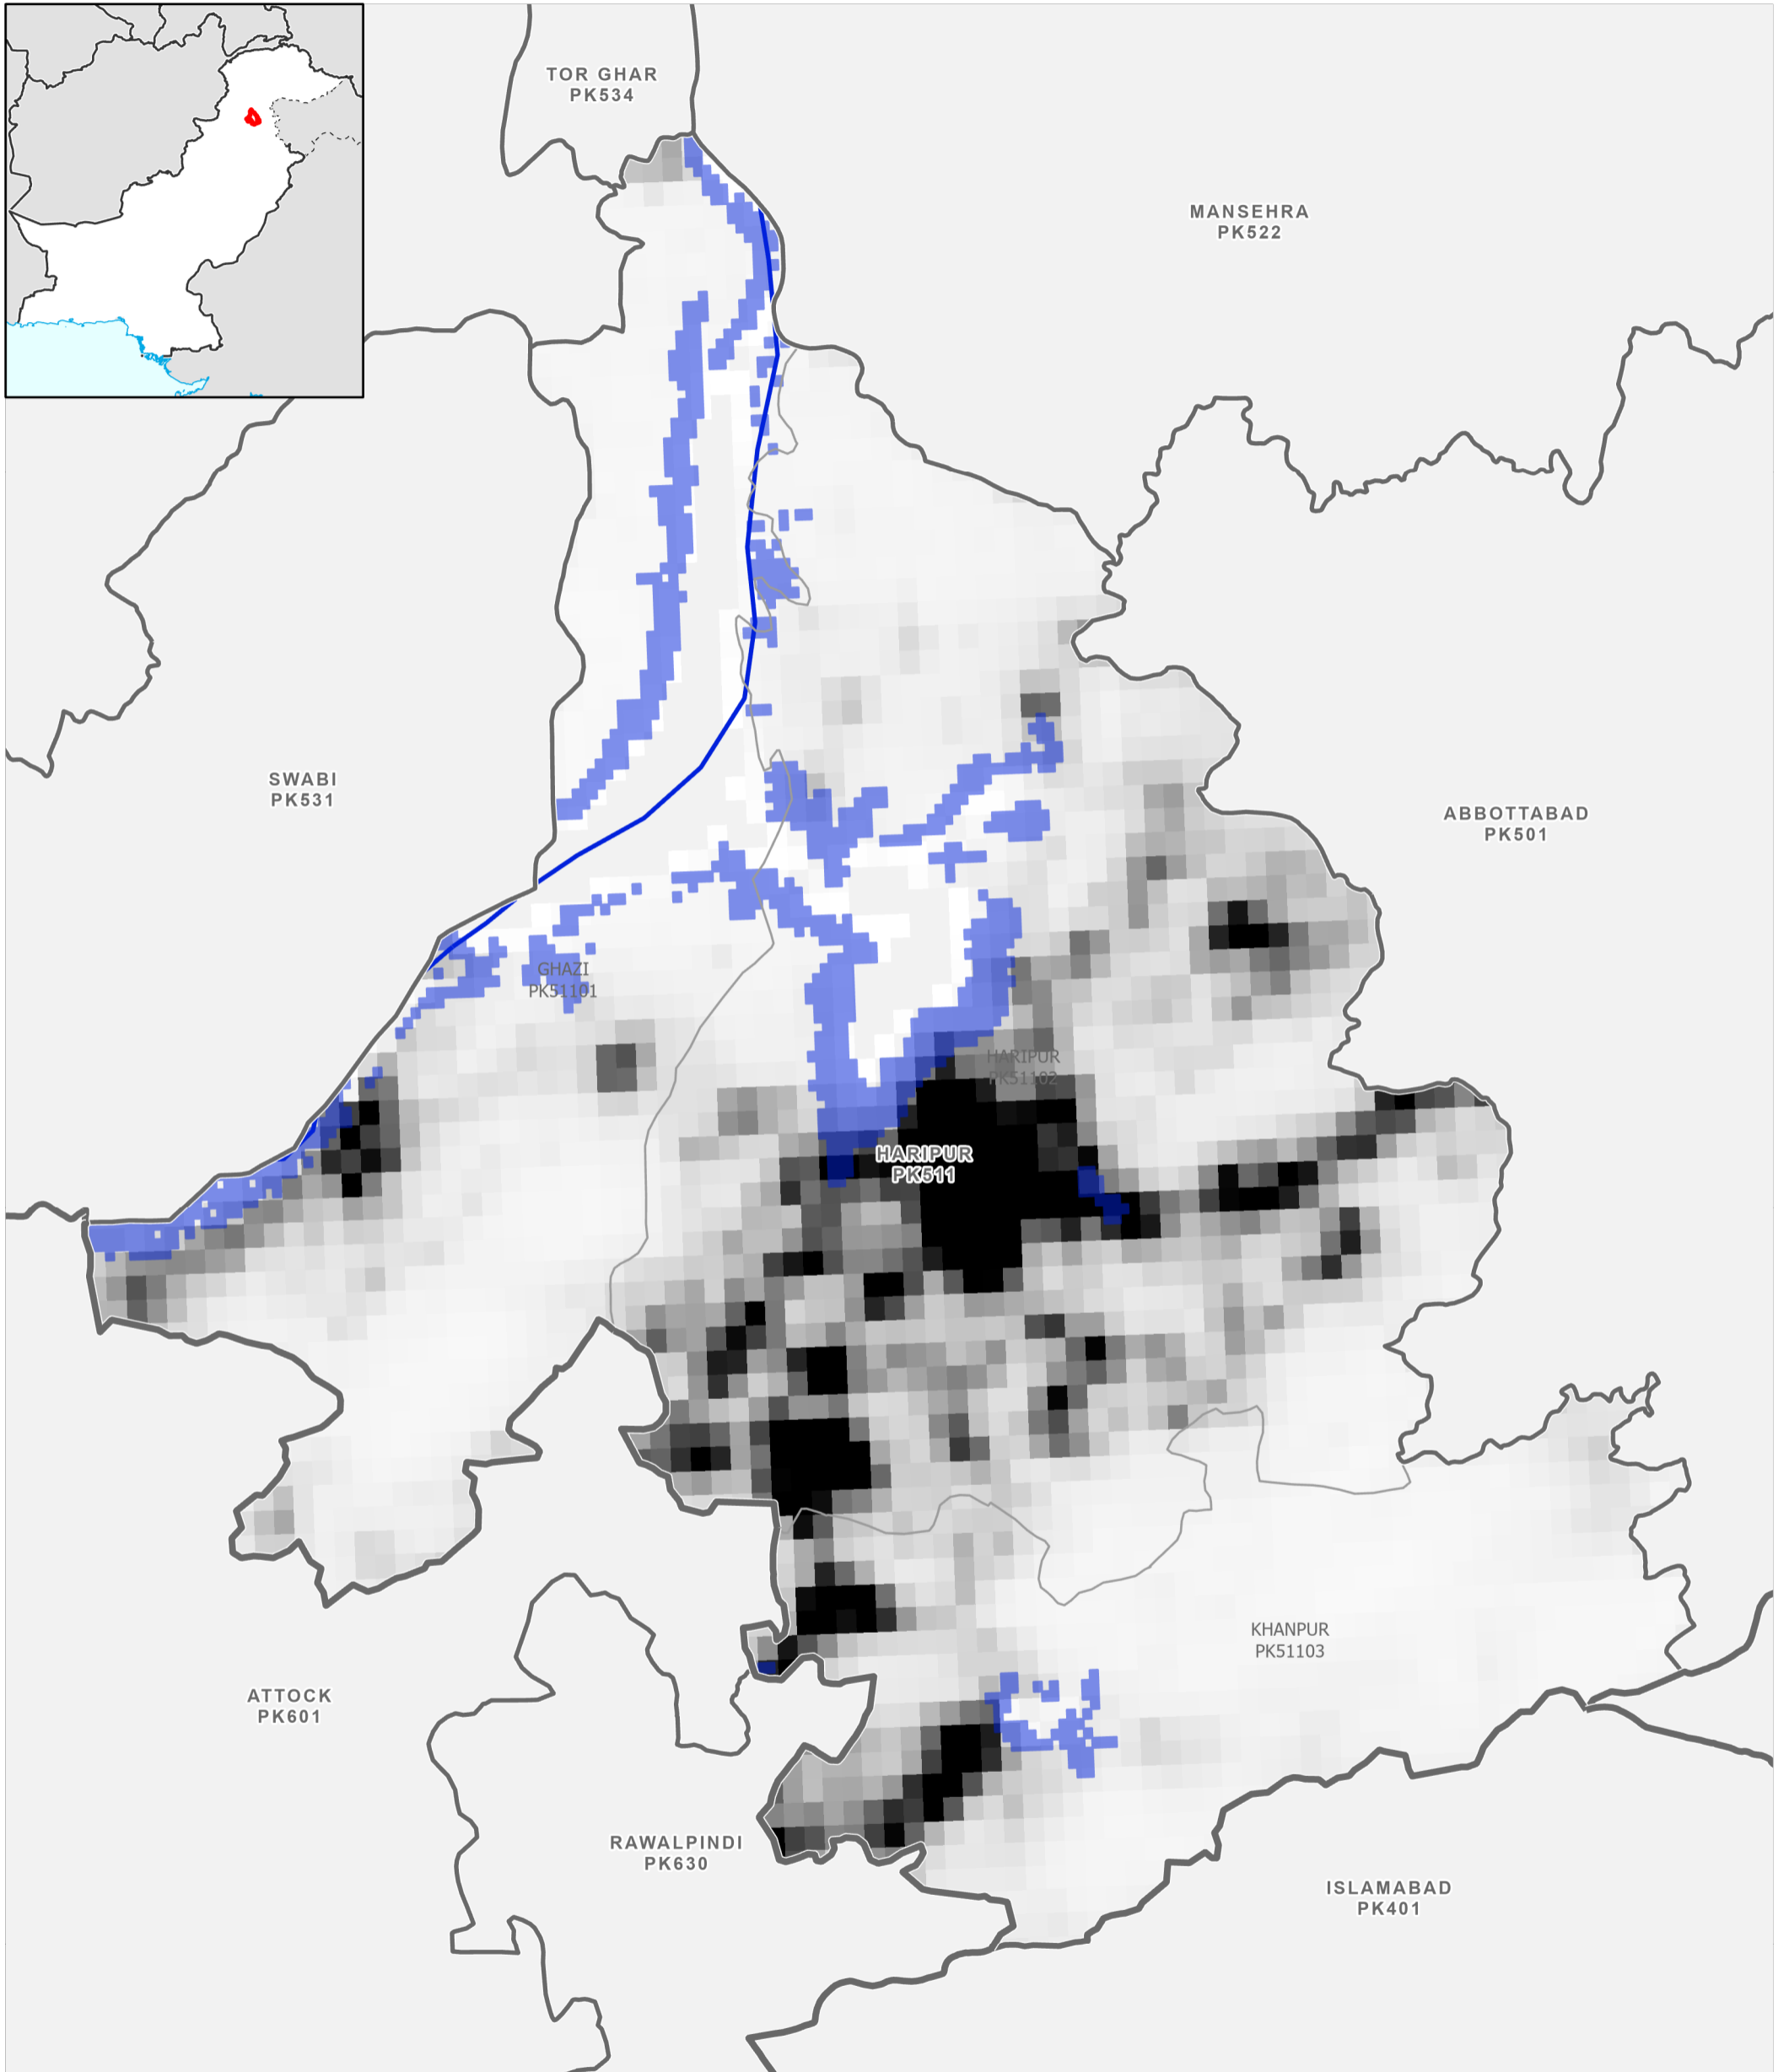 TOR GHAR
PK534
MANSEHRA
PK522
SWABI
PK531
ABBOTTABAD
PK501
GHAZI
PK51101
HARIPUR
PK51102
HARIPUR
PK511
KHANPUR
PK51103
ATTOCK
PK601
RAWALPINDI
PK630
ISLAMABAD
PK401